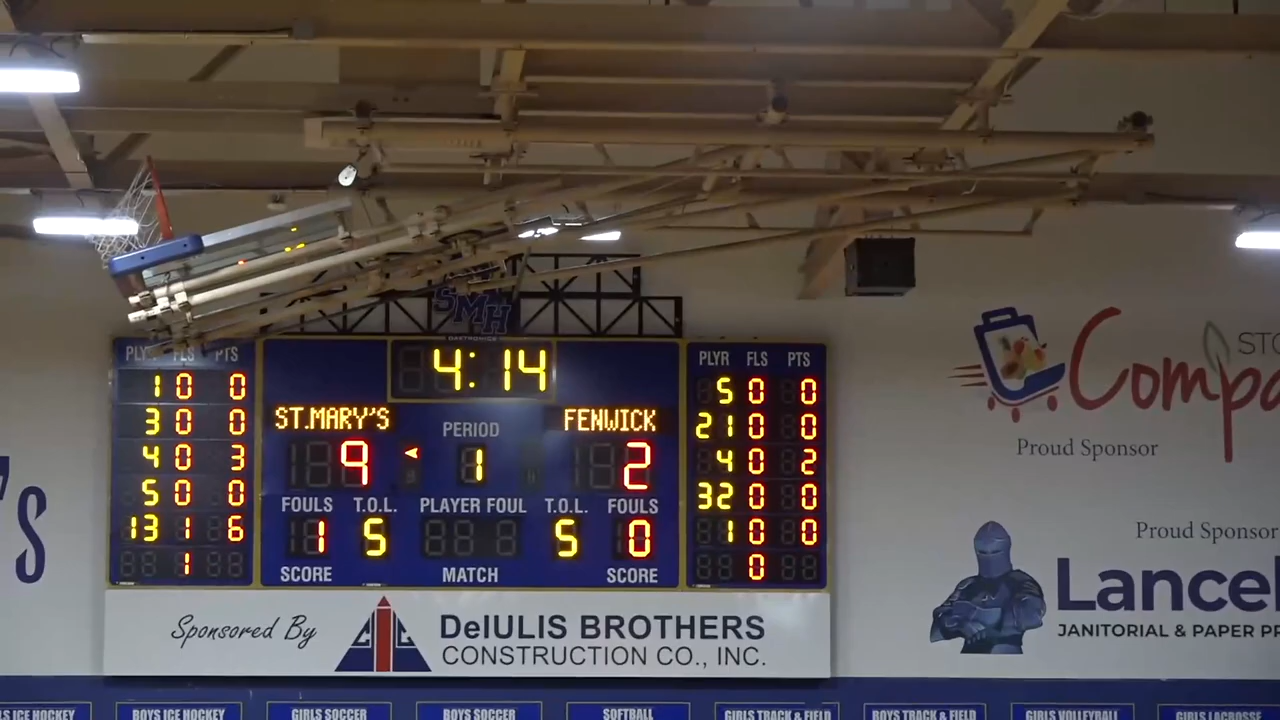 SMH
4:14
PLYR FLS PTS
1 0 0
3 0 0
4 0 3
5 0 0
13 1 6
1
ST.MARY'S
9
PERIOD
1
FENWICK
2
FOULS T.O.L. PLAYER FOUL T.O.L. FOULS
1 5 5 0
SCORE MATCH SCORE
PLYR FLS PTS
5 0 0
21 0 0
4 0 2
32 0 0
1 0 0
0
Sponsored By
DeIULIS BROTHERS
CONSTRUCTION CO., INC.
'S
STO
Compa
Proud Sponsor
Proud Sponsor
Lancel
JANITORIAL & PAPER PR
LS ICE HOCKEY
BOYS ICE HOCKEY
GIRLS SOCCER
BOYS SOCCER
SOFTBALL
GIRLS TRACK & FIELD
BOYS TRACK & FIELD
GIRLS VOLLEYBALL
GIRLS LACROSSE